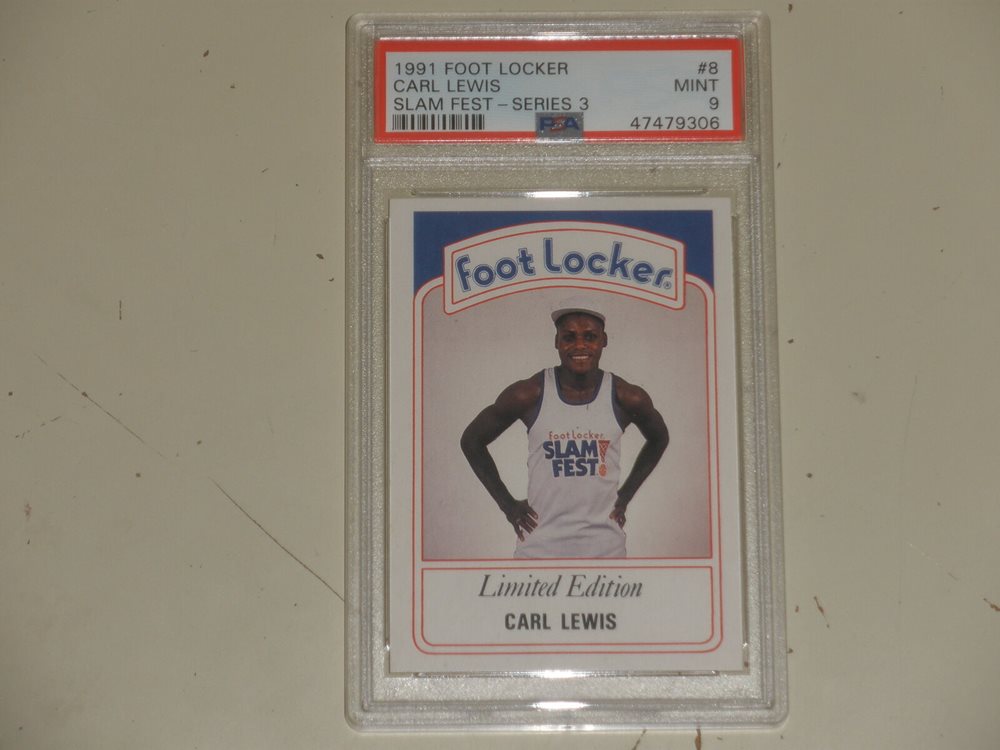 1991 FOOT LOCKER #8
CARL LEWIS MINT
SLAM FEST – SERIES 3 9
PSA 47479306
Foot Locker®
foot Locker
SLAM!
FEST
Limited Edition
CARL LEWIS